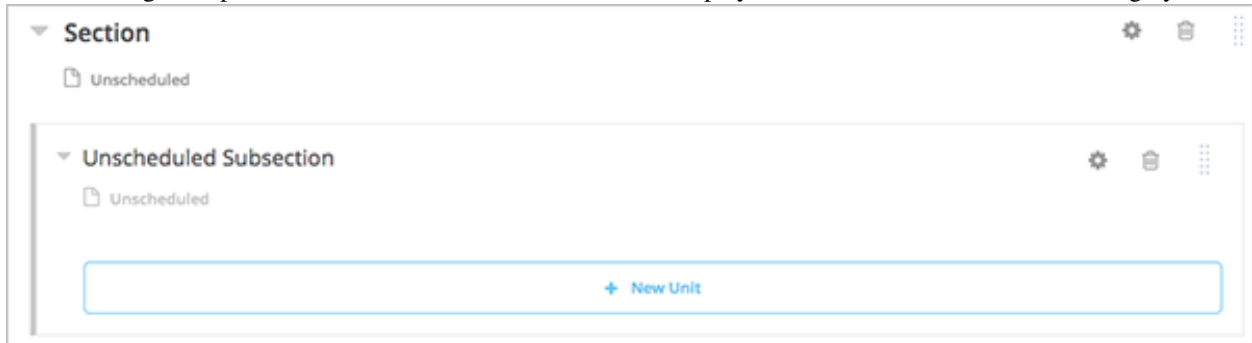 Section
Unscheduled
Unscheduled Subsection
Unscheduled
+ New Unit